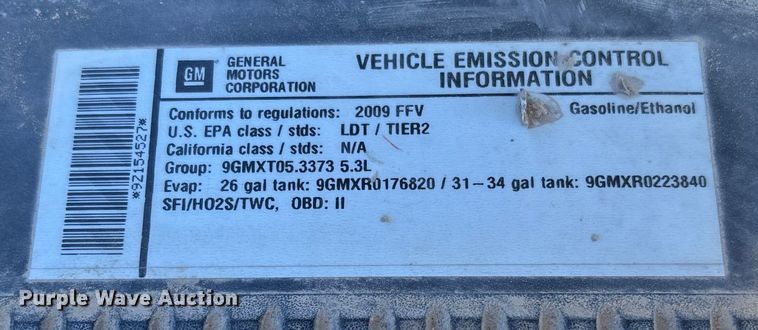 GM
GENERAL MOTORS CORPORATION
VEHICLE EMISSION CONTROL INFORMATION
Conforms to regulations: 2009 FFV Gasoline/Ethanol
U.S. EPA class / stds: LDT / TIER2
California class / stds: N/A
Group: 9GMXT05.3373 5.3L
Evap: 26 gal tank: 9GMXR0176820 / 31-34 gal tank: 9GMXR0223840
SFI/HO2S/TWC, OBD: II
*92154527*
Purple Wave Auction